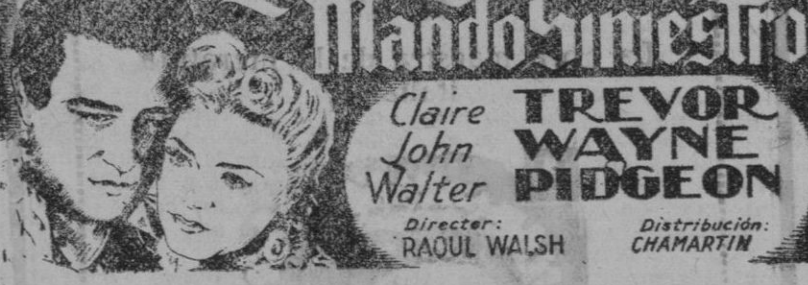 Mando Siniestro
Claire TREVOR
John WAYNE
Walter PIDGEON
Director: Distribución:
RAOUL WALSH CHAMARTIN